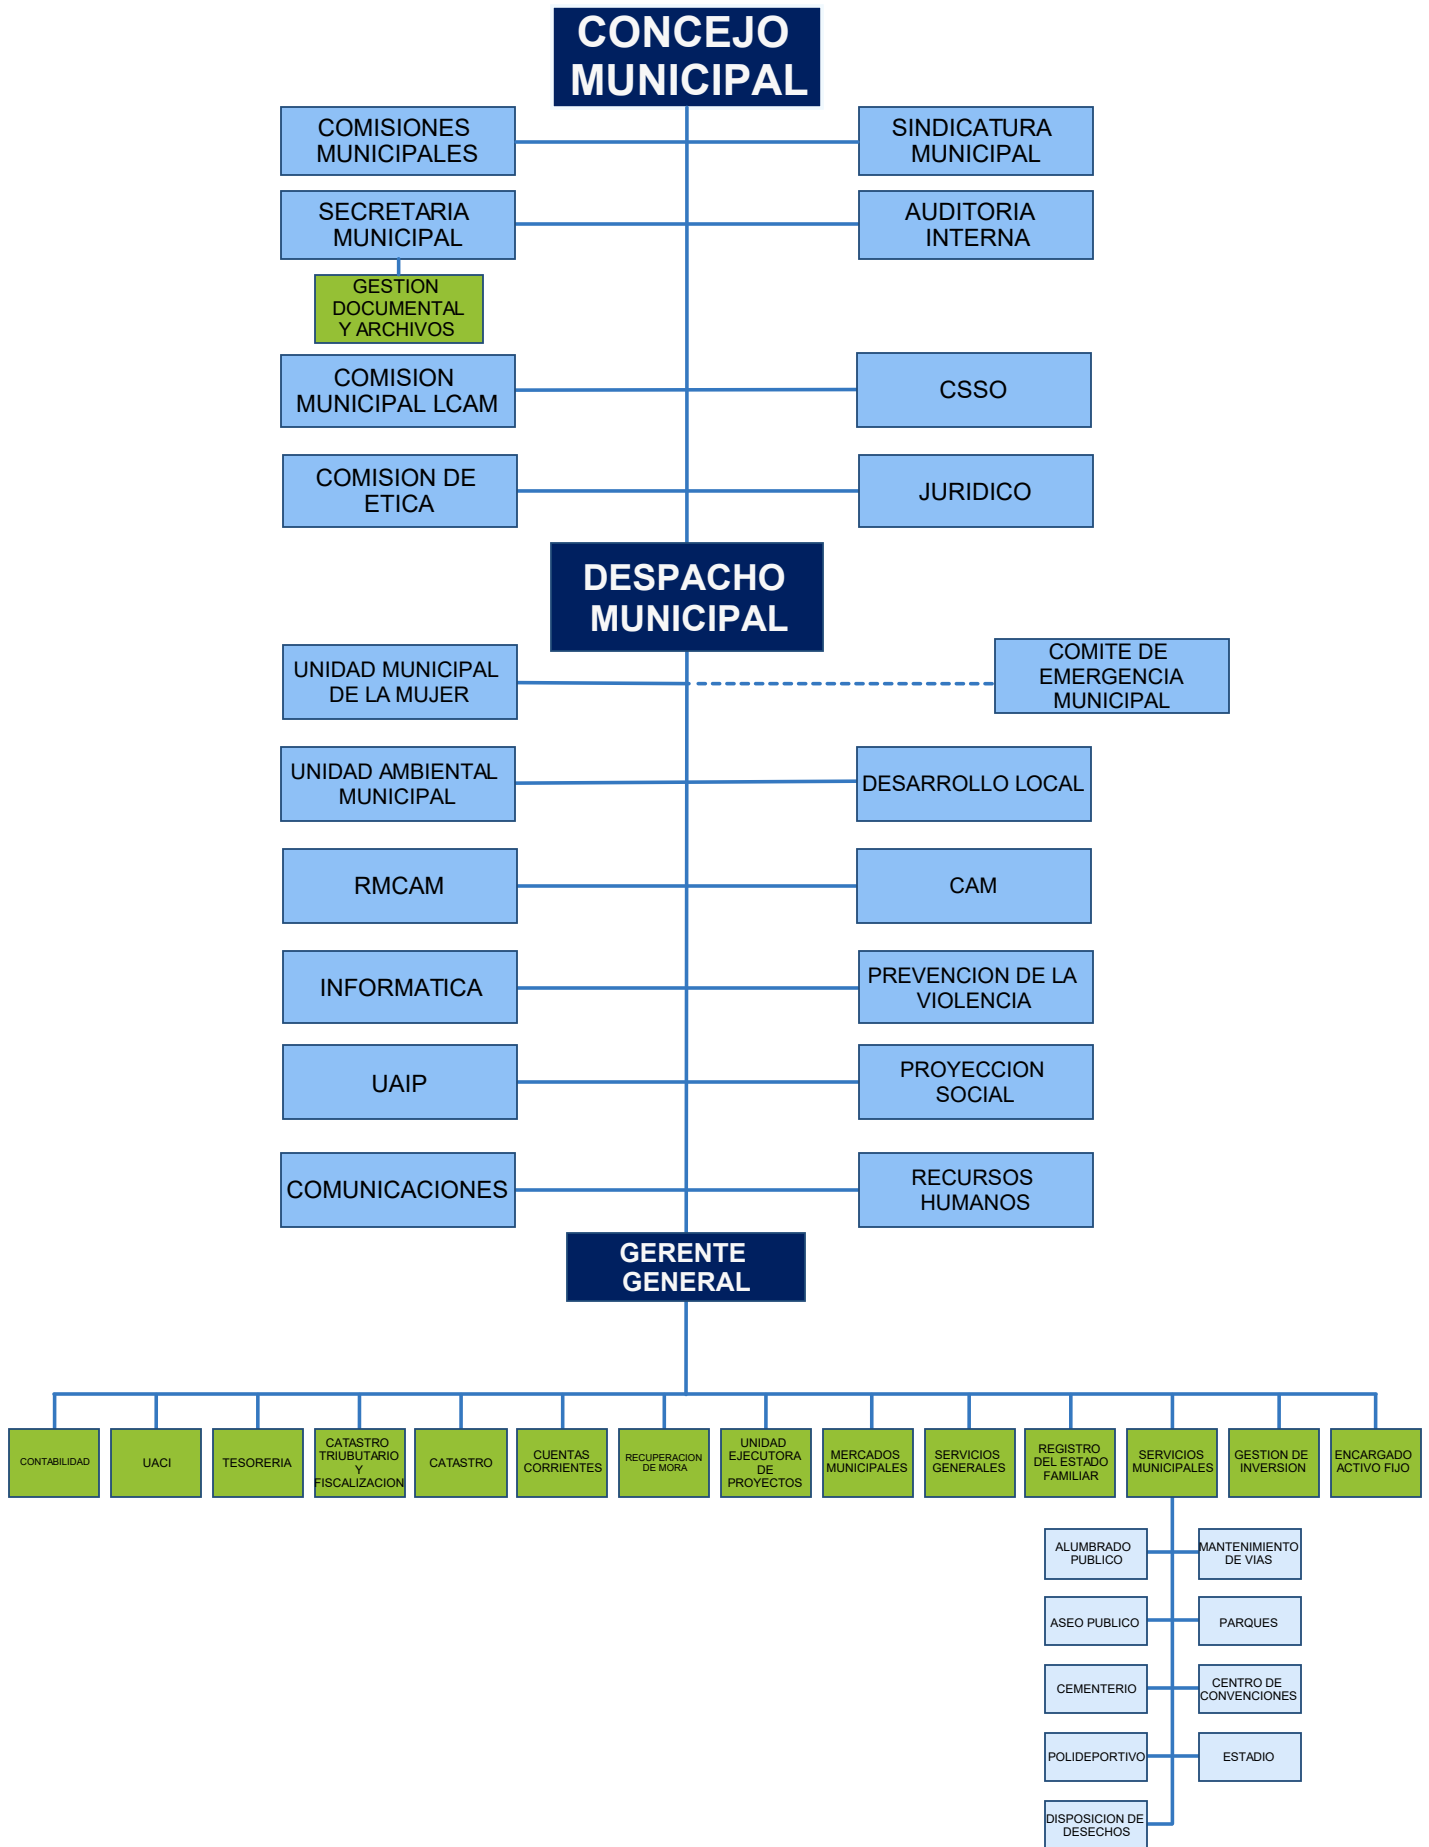 CONCEJO
MUNICIPAL
COMISIONES
MUNICIPALES
SINDICATURA
MUNICIPAL
SECRETARIA
MUNICIPAL
AUDITORIA
INTERNA
GESTION
DOCUMENTAL
Y ARCHIVOS
COMISION
MUNICIPAL LCAM
CSSO
COMISION DE
ETICA
JURIDICO
DESPACHO
MUNICIPAL
UNIDAD MUNICIPAL
DE LA MUJER
COMITE DE
EMERGENCIA
MUNICIPAL
UNIDAD AMBIENTAL
MUNICIPAL
DESARROLLO LOCAL
RMCAM
CAM
INFORMATICA
PREVENCION DE LA
VIOLENCIA
UAIP
PROYECCION
SOCIAL
COMUNICACIONES
RECURSOS
HUMANOS
GERENTE
GENERAL
CONTABILIDAD
UACI
TESORERIA
CATASTRO
TRIUBUTARIO
Y
FISCALIZACION
CATASTRO
CUENTAS
CORRIENTES
RECUPERACION
DE MORA
UNIDAD
EJECUTORA
DE
PROYECTOS
MERCADOS
MUNICIPALES
SERVICIOS
GENERALES
REGISTRO
DEL ESTADO
FAMILIAR
SERVICIOS
MUNICIPALES
GESTION DE
INVERSION
ENCARGADO
ACTIVO FIJO
ALUMBRADO
PUBLICO
MANTENIMIENTO
DE VIAS
ASEO PUBLICO
PARQUES
CEMENTERIO
CENTRO DE
CONVENCIONES
POLIDEPORTIVO
ESTADIO
DISPOSICION DE
DESECHOS